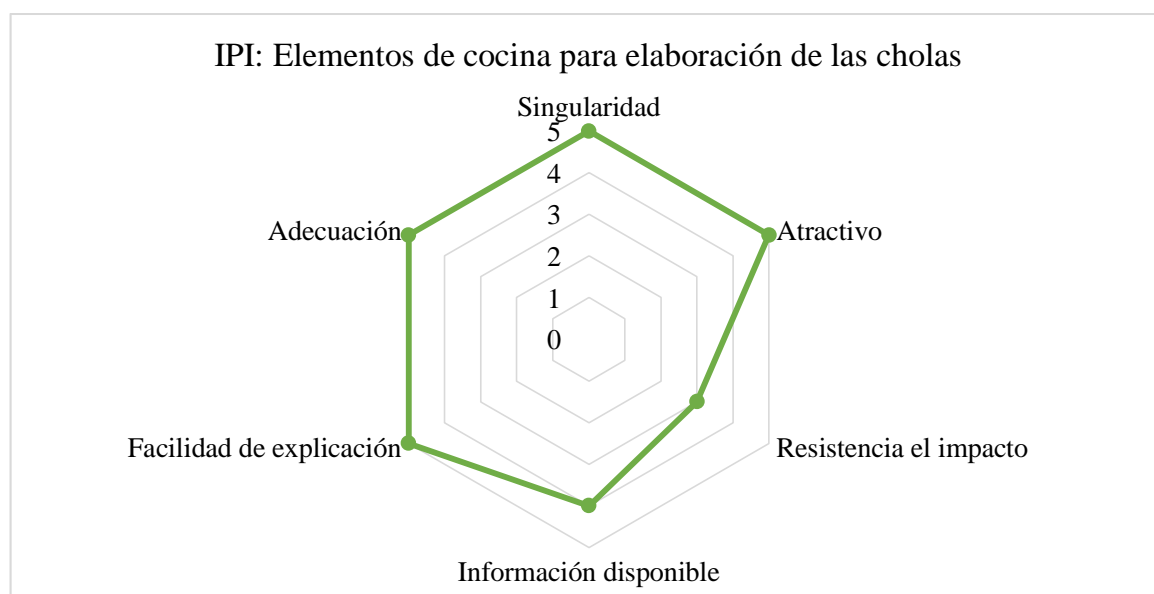 IPI: Elementos de cocina para elaboración de las cholas
Singularidad
5
4
3
2
1
0
Adecuación
Atractivo
Facilidad de explicación
Resistencia el impacto
Información disponible